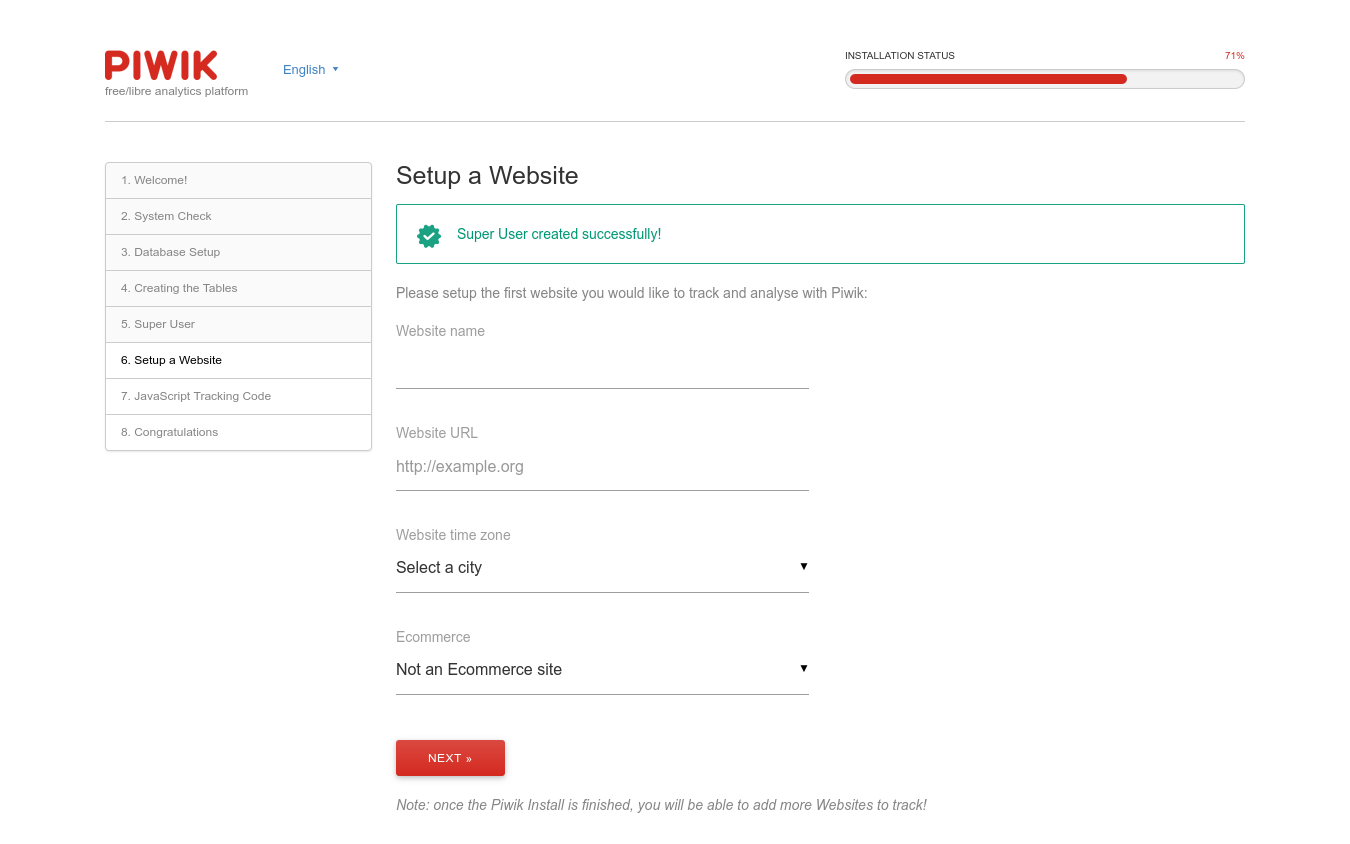 PIWIK
free/libre analytics platform
English
INSTALLATION STATUS 71%
1. Welcome!
2. System Check
3. Database Setup
4. Creating the Tables
5. Super User
6. Setup a Website
7. JavaScript Tracking Code
8. Congratulations
Setup a Website
Super User created successfully!
Please setup the first website you would like to track and analyse with Piwik:
Website name
Website URL
http://example.org
Website time zone
Select a city
Ecommerce
Not an Ecommerce site
NEXT »
Note: once the Piwik Install is finished, you will be able to add more Websites to track!